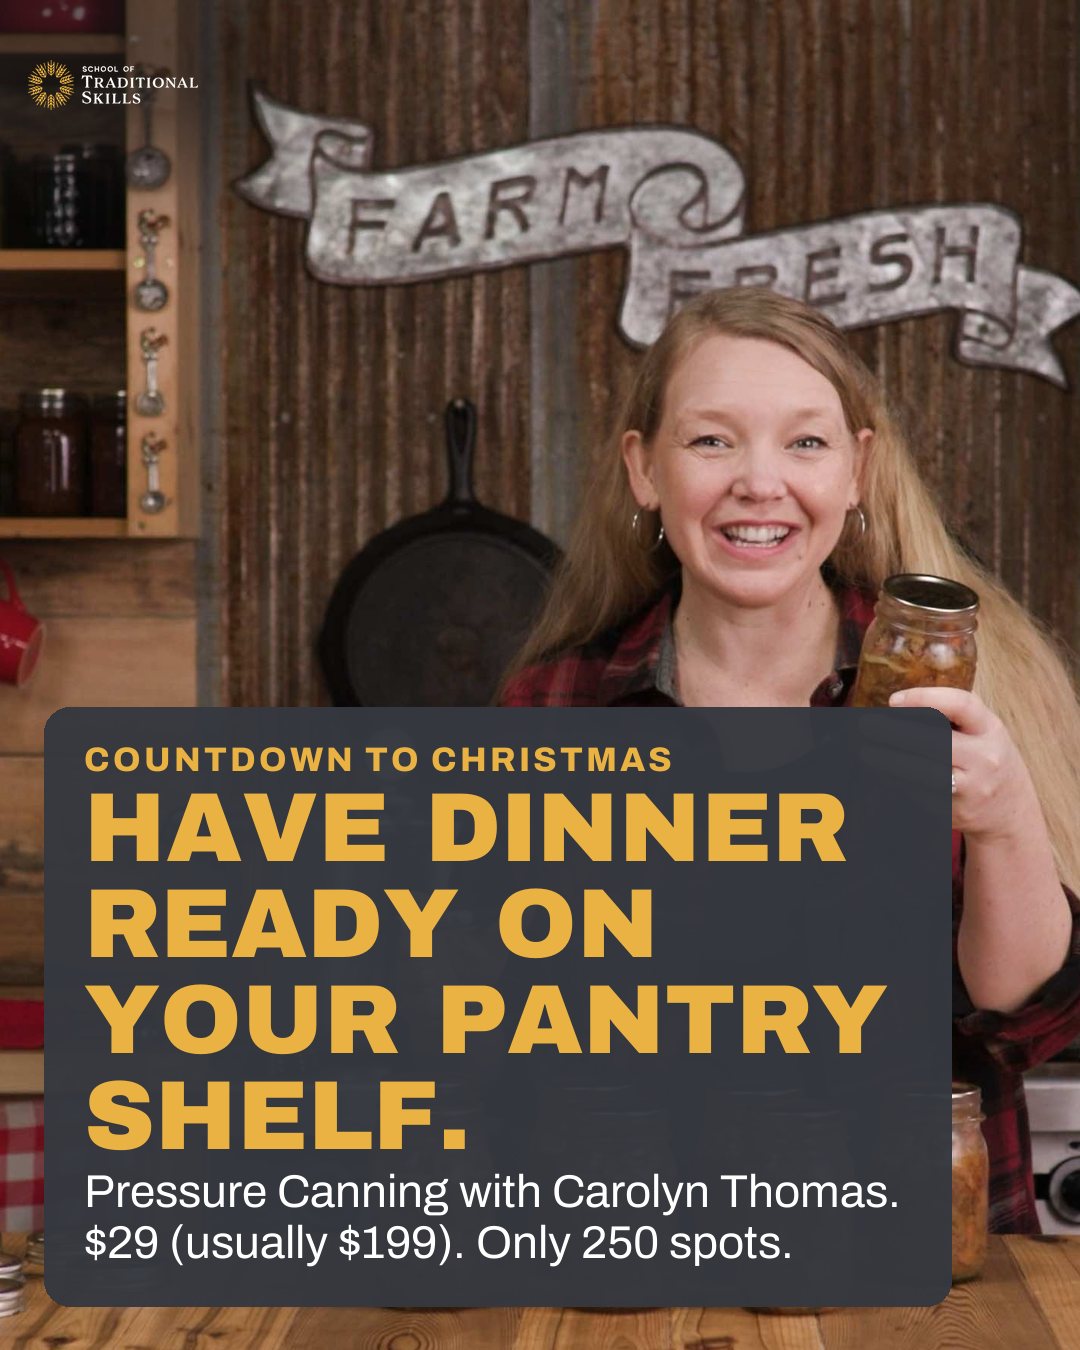 SCHOOL OF
TRADITIONAL
SKILLS
FARM
FRESH
COUNTDOWN TO CHRISTMAS
HAVE DINNER
READY ON
YOUR PANTRY
SHELF.
Pressure Canning with Carolyn Thomas.
$29 (usually $199). Only 250 spots.